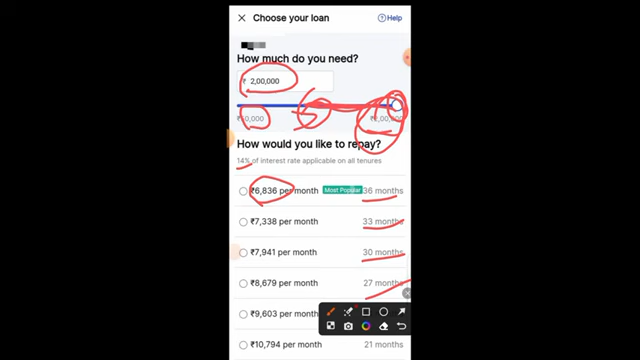 Choose your loan
Help
How much do you need?
₹ 2,00,000
How would you like to repay?
14% of interest rate applicable on all tenures
₹6,836 per month Most Popular 36 months
₹7,338 per month 33 months
₹7,941 per month 30 months
₹8,679 per month 27 months
₹9,603 per month
₹10,794 per month 21 months